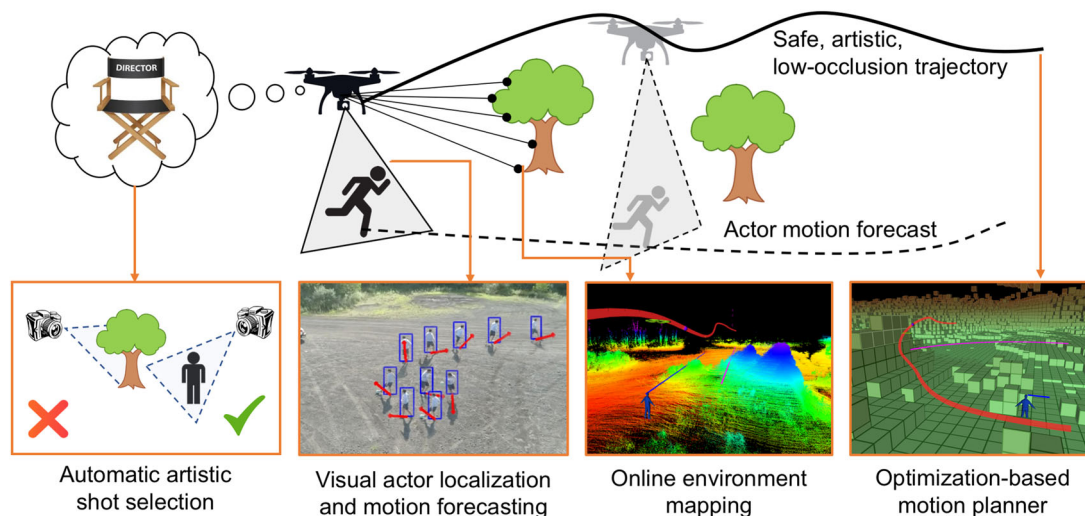 DIRECTOR
Safe, artistic,
low-occlusion trajectory
Actor motion forecast
Automatic artistic
shot selection
Visual actor localization
and motion forecasting
Online environment
mapping
Optimization-based
motion planner